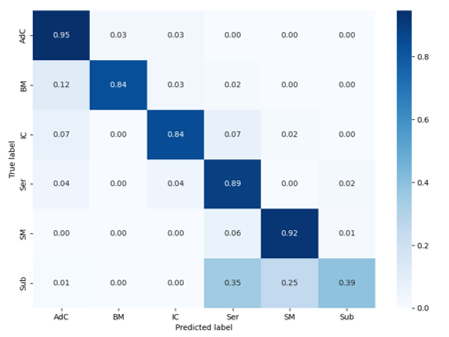 AdC 0.95 0.03 0.03 0.00 0.00 0.00
BM 0.12 0.84 0.03 0.02 0.00 0.00
IC 0.07 0.00 0.84 0.07 0.02 0.00
Ser 0.04 0.00 0.04 0.89 0.00 0.02
SM 0.00 0.00 0.00 0.06 0.92 0.01
Sub 0.01 0.00 0.00 0.35 0.25 0.39
AdC BM IC Ser SM Sub
Predicted label
True label
0.8
0.6
0.4
0.2
0.0